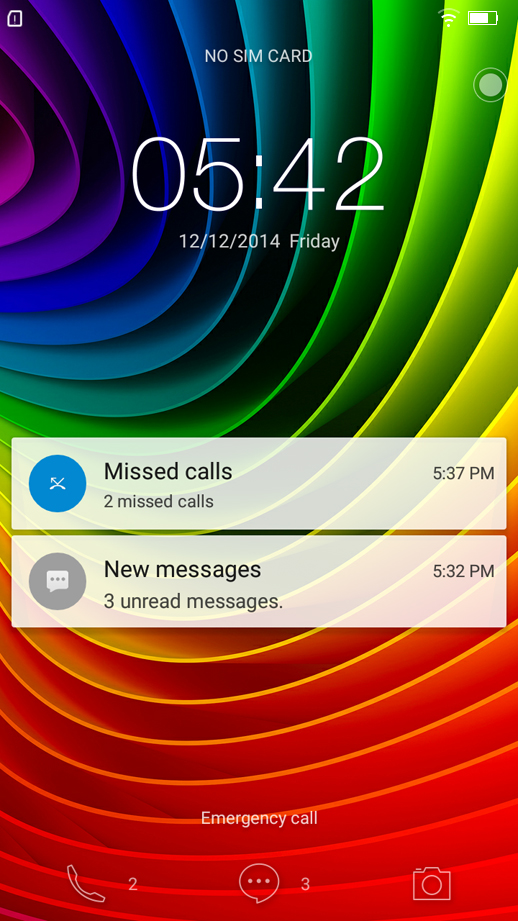 NO SIM CARD
05:42
12/12/2014 Friday
Missed calls 5:37 PM
2 missed calls
New messages 5:32 PM
3 unread messages.
Emergency call
2 3